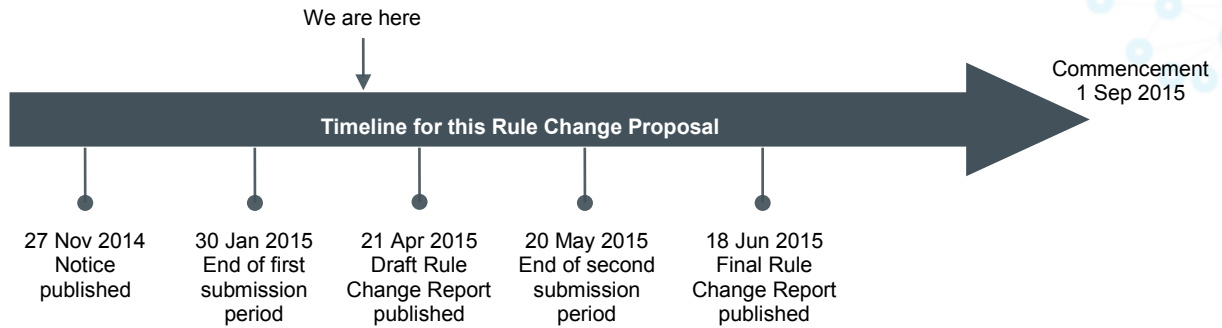 We are here
Commencement
1 Sep 2015
Timeline for this Rule Change Proposal
27 Nov 2014
Notice
published
30 Jan 2015
End of first
submission
period
21 Apr 2015
Draft Rule
Change Report
published
20 May 2015
End of second
submission
period
18 Jun 2015
Final Rule
Change Report
published